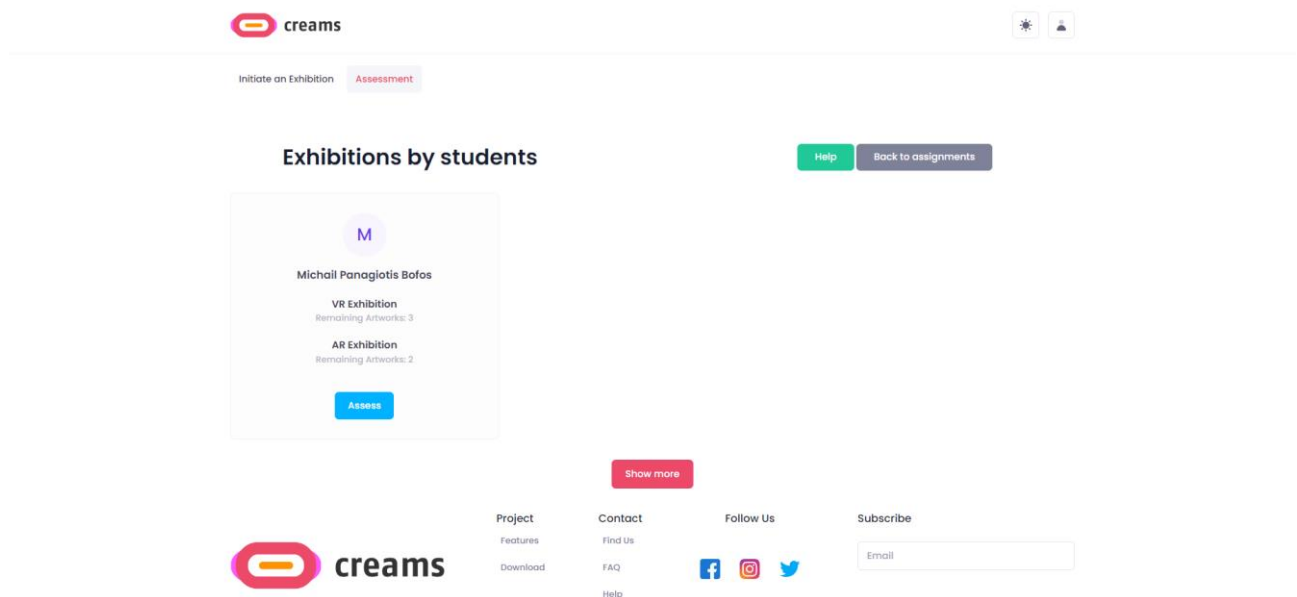 creams
Initiate an Exhibition Assessment
Exhibitions by students
Help Back to assignments
M
Michail Panagiotis Bofos
VR Exhibition
Remaining Artworks: 3
AR Exhibition
Remaining Artworks: 2
Assess
Show more
Project Contact Follow Us Subscribe
Features Find Us
Email
creams
Download FAQ
Help